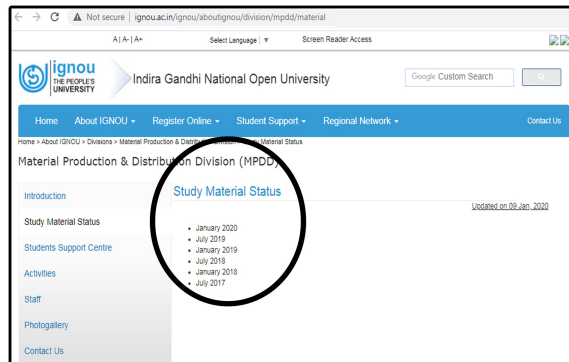 Not secure | ignou.ac.in/ignou/aboutignou/division/mpdd/material
A | A- | A+ Select Language ▼ Screen Reader Access
ignou
THE PEOPLE'S
UNIVERSITY
Indira Gandhi National Open University
Google Custom Search
Home About IGNOU Register Online Student Support Regional Network Contact Us
Home > About IGNOU > Divisions > Material Production & Distribution Division > Study Material Status
Material Production & Distribution Division (MPDD)
Introduction
Study Material Status
Students Support Centre
Activities
Staff
Photogallery
Contact Us
Study Material Status
Updated on 09 Jan, 2020
January 2020
July 2019
January 2019
July 2018
January 2018
July 2017